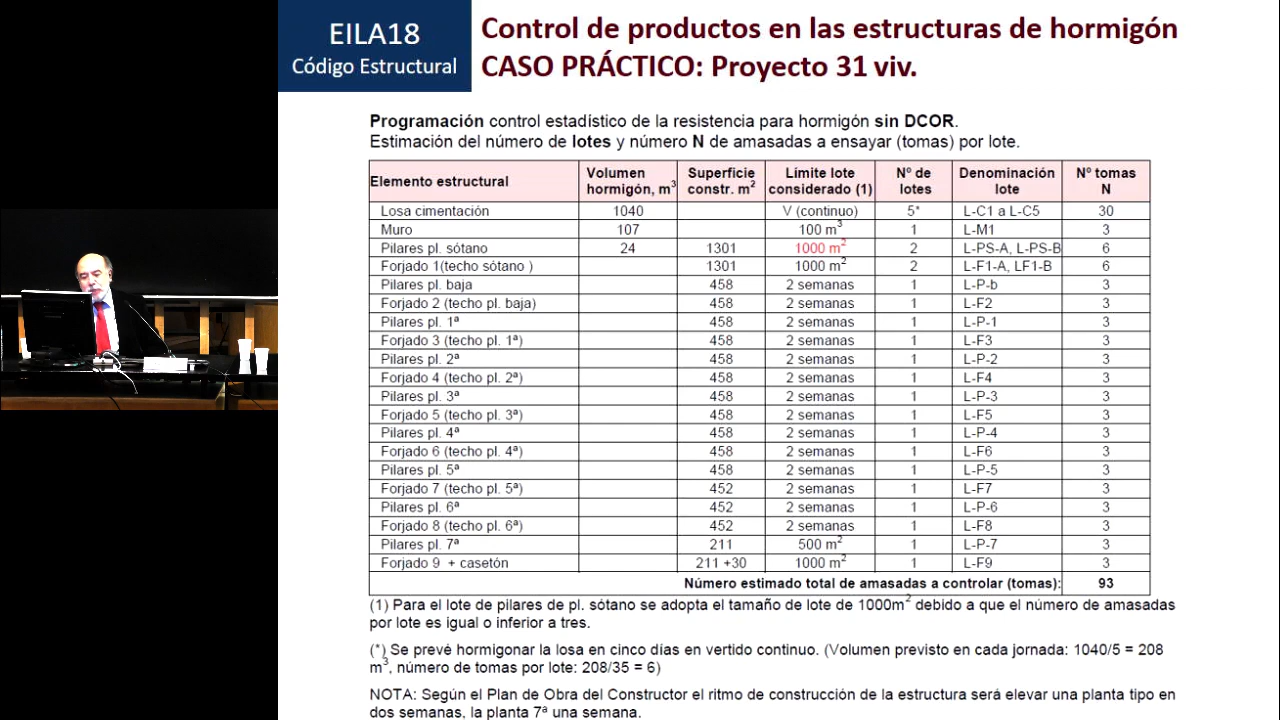 EILA18
Código Estructural
Control de productos en las estructuras de hormigón
CASO PRÁCTICO: Proyecto 31 viv.
Programación control estadístico de la resistencia para hormigón sin DCOR.
Estimación del número de lotes y número N de amasadas a ensayar (tomas) por lote.
Elemento estructural | Volumen hormigón, m3 | Superficie constr. m2 | Límite lote considerado (1) | Nº de lotes | Denominación lote | Nº tomas N
Losa cimentación 1040 V (continuo) 5* L-C1 a L-C5 30
Muro 107 100 m3 1 L-M1 3
Pilares pl. sótano 24 1301 1000 m2 2 L-PS-A, L-PS-B 6
Forjado 1(techo sótano ) 1301 1000 m2 2 L-F1-A, LF1-B 6
Pilares pl. baja 458 2 semanas 1 L-P-b 3
Forjado 2 (techo pl. baja) 458 2 semanas 1 L-F2 3
Pilares pl. 1ª 458 2 semanas 1 L-P-1 3
Forjado 3 (techo pl. 1ª) 458 2 semanas 1 L-F3 3
Pilares pl. 2ª 458 2 semanas 1 L-P-2 3
Forjado 4 (techo pl. 2ª) 458 2 semanas 1 L-F4 3
Pilares pl. 3ª 458 2 semanas 1 L-P-3 3
Forjado 5 (techo pl. 3ª) 458 2 semanas 1 L-F5 3
Pilares pl. 4ª 458 2 semanas 1 L-P-4 3
Forjado 6 (techo pl. 4ª) 458 2 semanas 1 L-F6 3
Pilares pl. 5ª 458 2 semanas 1 L-P-5 3
Forjado 7 (techo pl. 5ª) 452 2 semanas 1 L-F7 3
Pilares pl. 6ª 452 2 semanas 1 L-P-6 3
Forjado 8 (techo pl. 6ª) 452 2 semanas 1 L-F8 3
Pilares pl. 7ª 211 500 m2 1 L-P-7 3
Forjado 9 + casetón 211 +30 1000 m2 1 L-F9 3
Número estimado total de amasadas a controlar (tomas): 93
(1) Para el lote de pilares de pl. sótano se adopta el tamaño de lote de 1000m2 debido a que el número de amasadas
por lote es igual o inferior a tres.
(*) Se prevé hormigonar la losa en cinco días en vertido continuo. (Volumen previsto en cada jornada: 1040/5 = 208
m3, número de tomas por lote: 208/35 = 6)
NOTA: Según el Plan de Obra del Constructor el ritmo de construcción de la estructura será elevar una planta tipo en
dos semanas, la planta 7ª una semana.